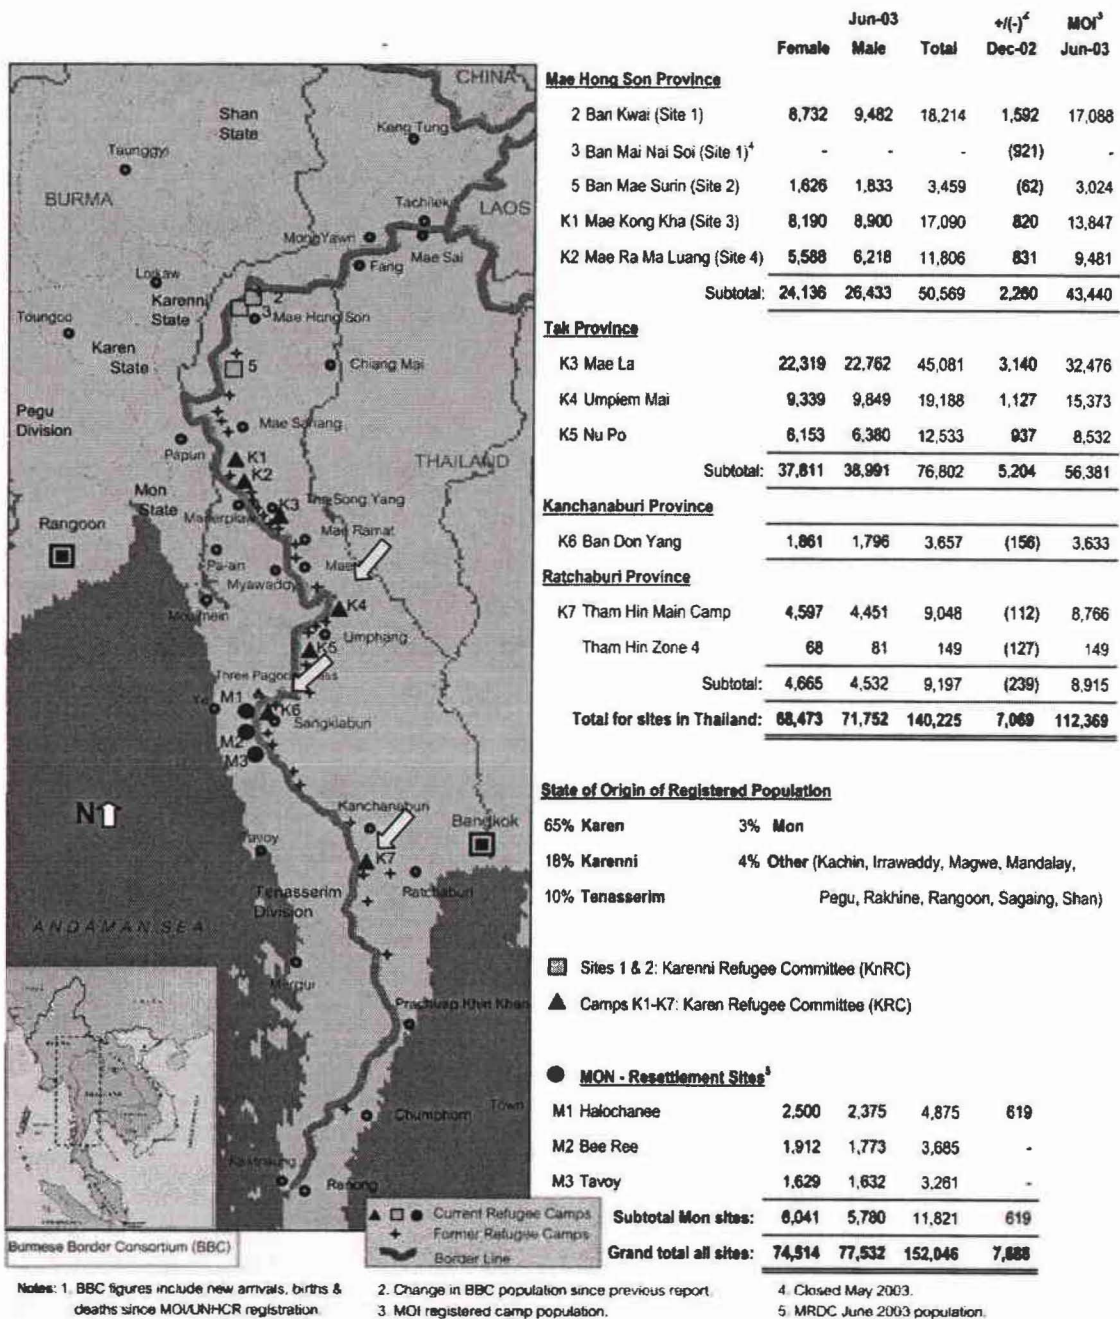 Jun-03 +/(-)² MOI³
Female Male Total Dec-02 Jun-03
Mae Hong Son Province
2 Ban Kwai (Site 1) 8,732 9,482 18,214 1,592 17,088
3 Ban Mai Nai Soi (Site 1)⁴ - - - (921) -
5 Ban Mae Surin (Site 2) 1,626 1,833 3,459 (62) 3,024
K1 Mae Kong Kha (Site 3) 8,190 8,900 17,090 820 13,847
K2 Mae Ra Ma Luang (Site 4) 5,588 6,218 11,806 831 9,481
Subtotal: 24,136 26,433 50,569 2,260 43,440
Tak Province
K3 Mae La 22,319 22,762 45,081 3,140 32,476
K4 Umpiem Mai 9,339 9,849 19,188 1,127 15,373
K5 Nu Po 6,153 6,380 12,533 937 8,532
Subtotal: 37,811 38,991 76,802 5,204 56,381
Kanchanaburi Province
K6 Ban Don Yang 1,861 1,796 3,657 (156) 3,633
Ratchaburi Province
K7 Tham Hin Main Camp 4,597 4,451 9,048 (112) 8,766
Tham Hin Zone 4 68 81 149 (127) 149
Subtotal: 4,665 4,532 9,197 (239) 8,915
Total for sites in Thailand: 68,473 71,752 140,225 7,069 112,369
State of Origin of Registered Population
65% Karen 3% Mon
18% Karenni 4% Other (Kachin, Irrawaddy, Magwe, Mandalay,
10% Tenasserim Pegu, Rakhine, Rangoon, Sagaing, Shan)
Sites 1 & 2: Karenni Refugee Committee (KnRC)
Camps K1-K7: Karen Refugee Committee (KRC)
MON - Resettlement Sites⁵
M1 Halochanee 2,500 2,375 4,875 619
M2 Bee Ree 1,912 1,773 3,685 -
M3 Tavoy 1,629 1,632 3,261 -
Subtotal Mon sites: 6,041 5,780 11,821 619
Grand total all sites: 74,514 77,532 152,046 7,688
CHINA
Shan
State
Keng Tung
Taunggyi
BURMA
Tachilek
LAOS
Mong Yawn
Mae Sai
Fang
Loikaw
Karenni
State
2
3
Mae Hong Son
Toungoo
Karen
State
5
Chiang Mai
Pegu
Division
Mae Sariang
Papun
K1
K2
THAILAND
Mon
State
K3
Tha Song Yang
Manerplaw
Rangoon
Mae Ramat
Pa-an
Myawaddy
Moulmein
K4
Umphang
K5
Three Pagodas Pass
Ye
M1
K6
Sangklaburi
M2
M3
N
Kanchanaburi
Bangkok
Tavoy
K7
Tenasserim
Division
Ratchaburi
ANDAMAN SEA
Mergui
Prachuap Khiri Khan
Chumphorn
Town
Kawthaung
Ranong
Current Refugee Camps
Former Refugee Camps
Border Line
Burmese Border Consortium (BBC)
Notes: 1. BBC figures include new arrivals, births &
deaths since MOI/UNHCR registration.
2. Change in BBC population since previous report.
3. MOI registered camp population.
4. Closed May 2003.
5. MRDC June 2003 population.